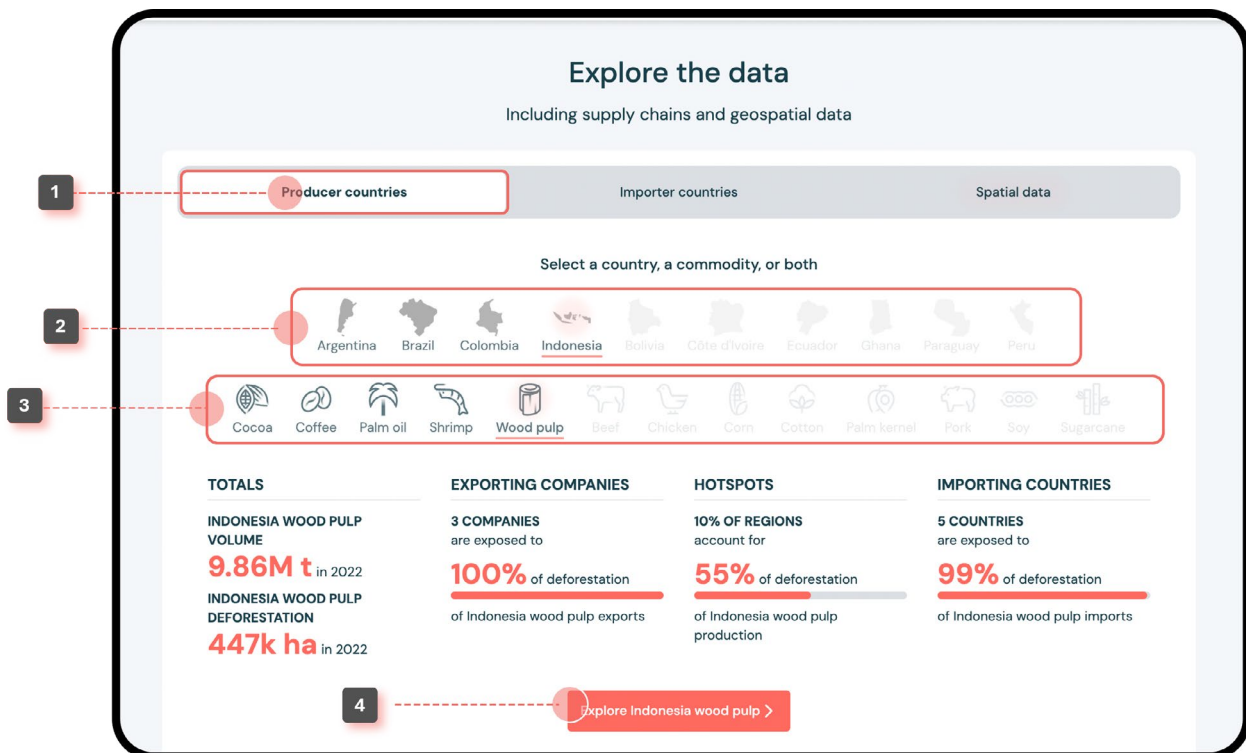 Explore the data
Including supply chains and geospatial data
1
Producer countries
Importer countries
Spatial data
Select a country, a commodity, or both
2
Argentina Brazil Colombia Indonesia Bolivia Côte d'Ivoire Ecuador Ghana Paraguay Peru
3
Cocoa Coffee Palm oil Shrimp Wood pulp Beef Chicken Corn Cotton Palm kernel Pork Soy Sugarcane
TOTALS
INDONESIA WOOD PULP
VOLUME
9.86M t in 2022
INDONESIA WOOD PULP
DEFORESTATION
447k ha in 2022
EXPORTING COMPANIES
3 COMPANIES
are exposed to
100% of deforestation
of Indonesia wood pulp exports
HOTSPOTS
10% OF REGIONS
account for
55% of deforestation
of Indonesia wood pulp
production
IMPORTING COUNTRIES
5 COUNTRIES
are exposed to
99% of deforestation
of Indonesia wood pulp imports
4
Explore Indonesia wood pulp >